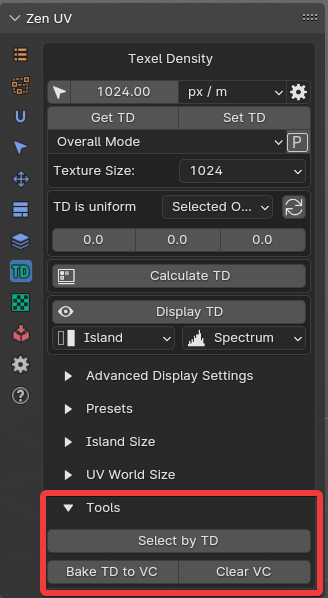 Zen UV
Texel Density
1024.00 px / m
Get TD Set TD
Overall Mode P
Texture Size: 1024
TD is uniform Selected O...
0.0 0.0 0.0
Calculate TD
Display TD
Island Spectrum
TD
Advanced Display Settings
Presets
Island Size
UV World Size
Tools
Select by TD
Bake TD to VC Clear VC